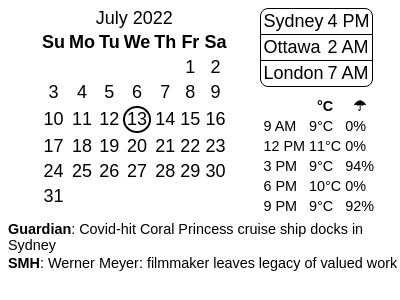 July 2022
Su Mo Tu We Th Fr Sa
1 2
3 4 5 6 7 8 9
10 11 12 13 14 15 16
17 18 19 20 21 22 23
24 25 26 27 28 29 30
31
Sydney 4 PM
Ottawa 2 AM
London 7 AM
°C ☂
9 AM 9°C 0%
12 PM 11°C 0%
3 PM 9°C 94%
6 PM 10°C 0%
9 PM 9°C 92%
Guardian: Covid-hit Coral Princess cruise ship docks in
Sydney
SMH: Werner Meyer: filmmaker leaves legacy of valued work